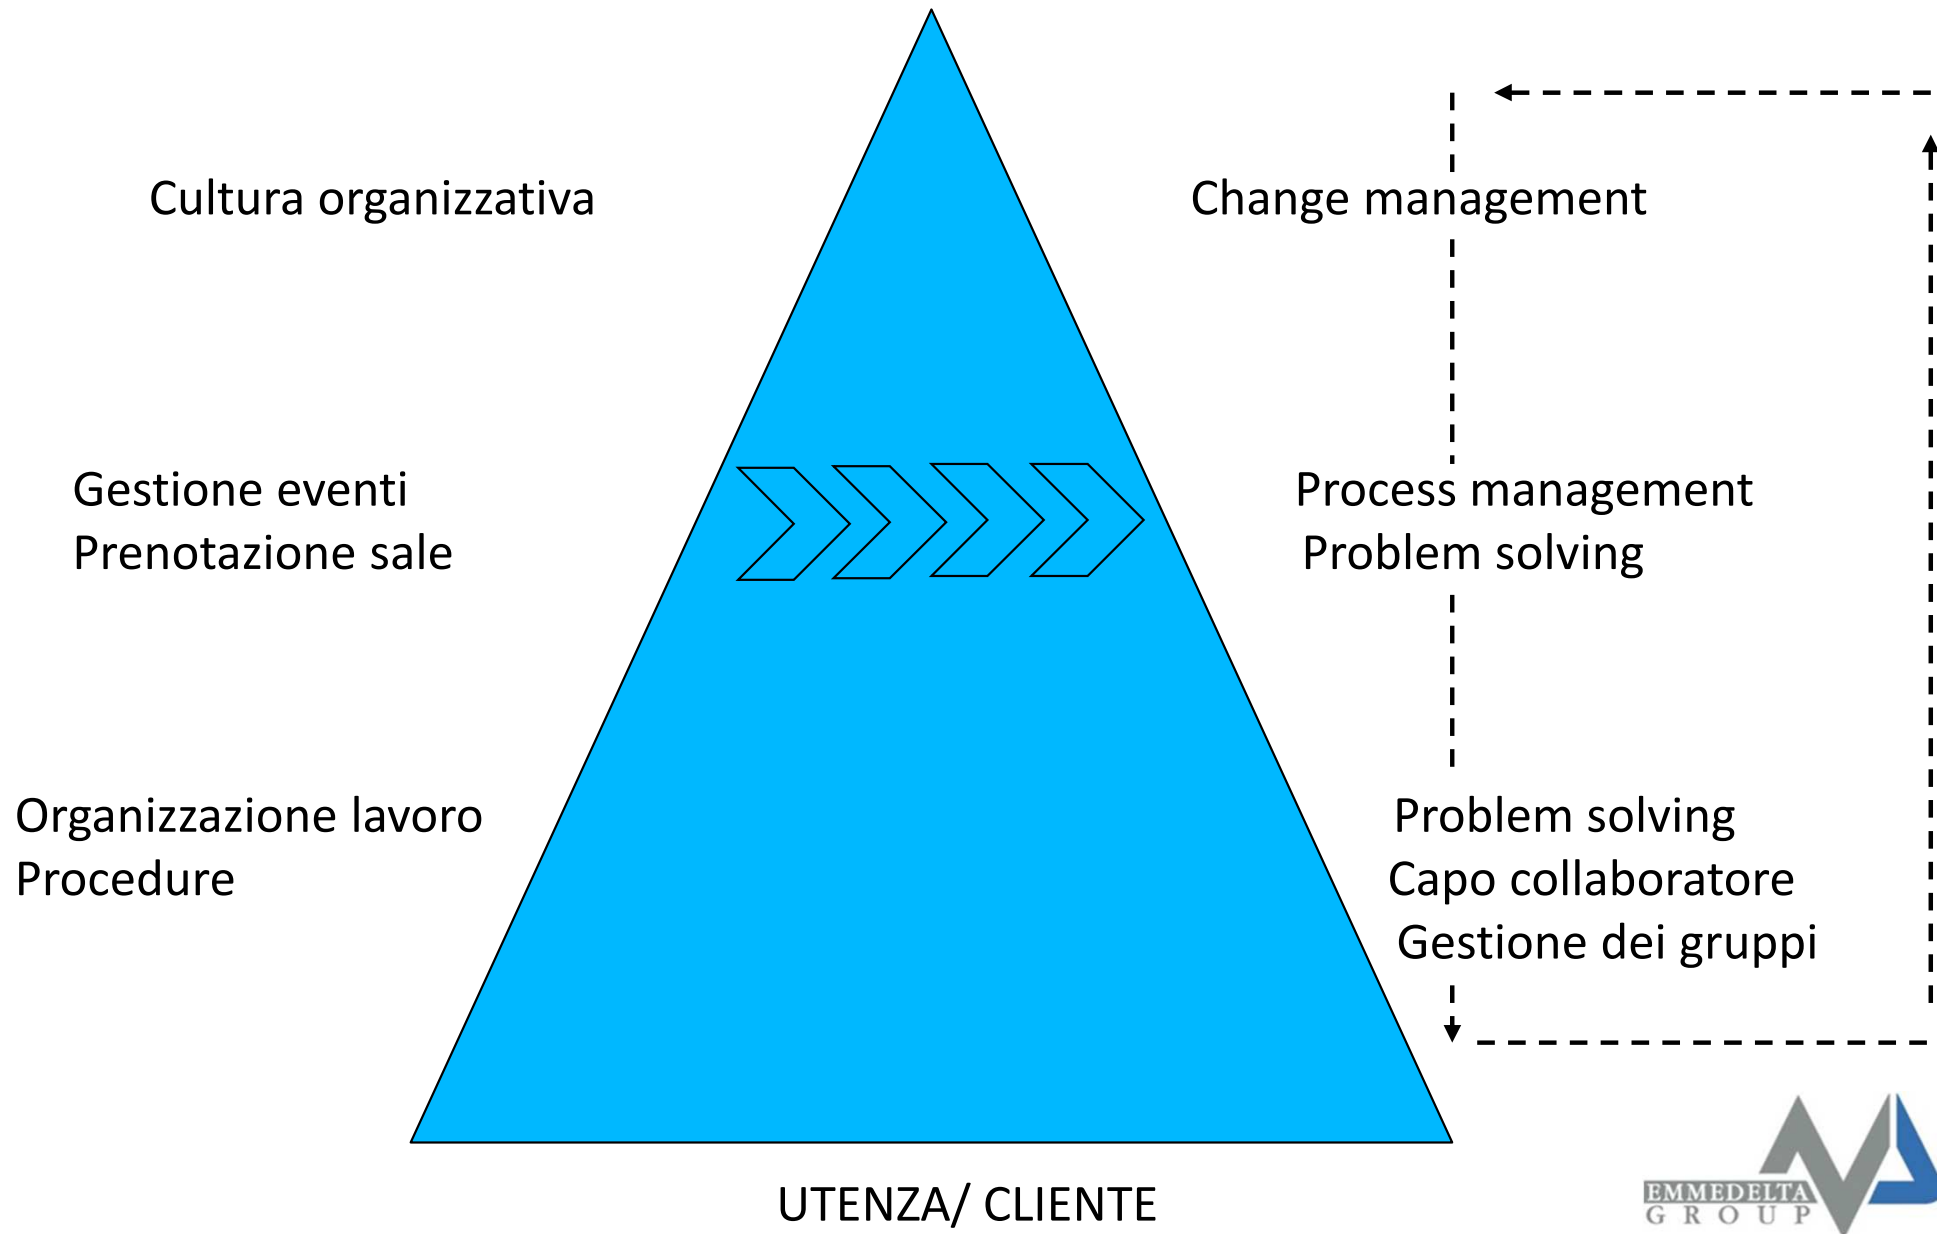 Cultura organizzativa
Change management
Gestione eventi
Prenotazione sale
Process management
Problem solving
Organizzazione lavoro
Procedure
Problem solving
Capo collaboratore
Gestione dei gruppi
UTENZA/ CLIENTE
EMMEDELTA
GROUP